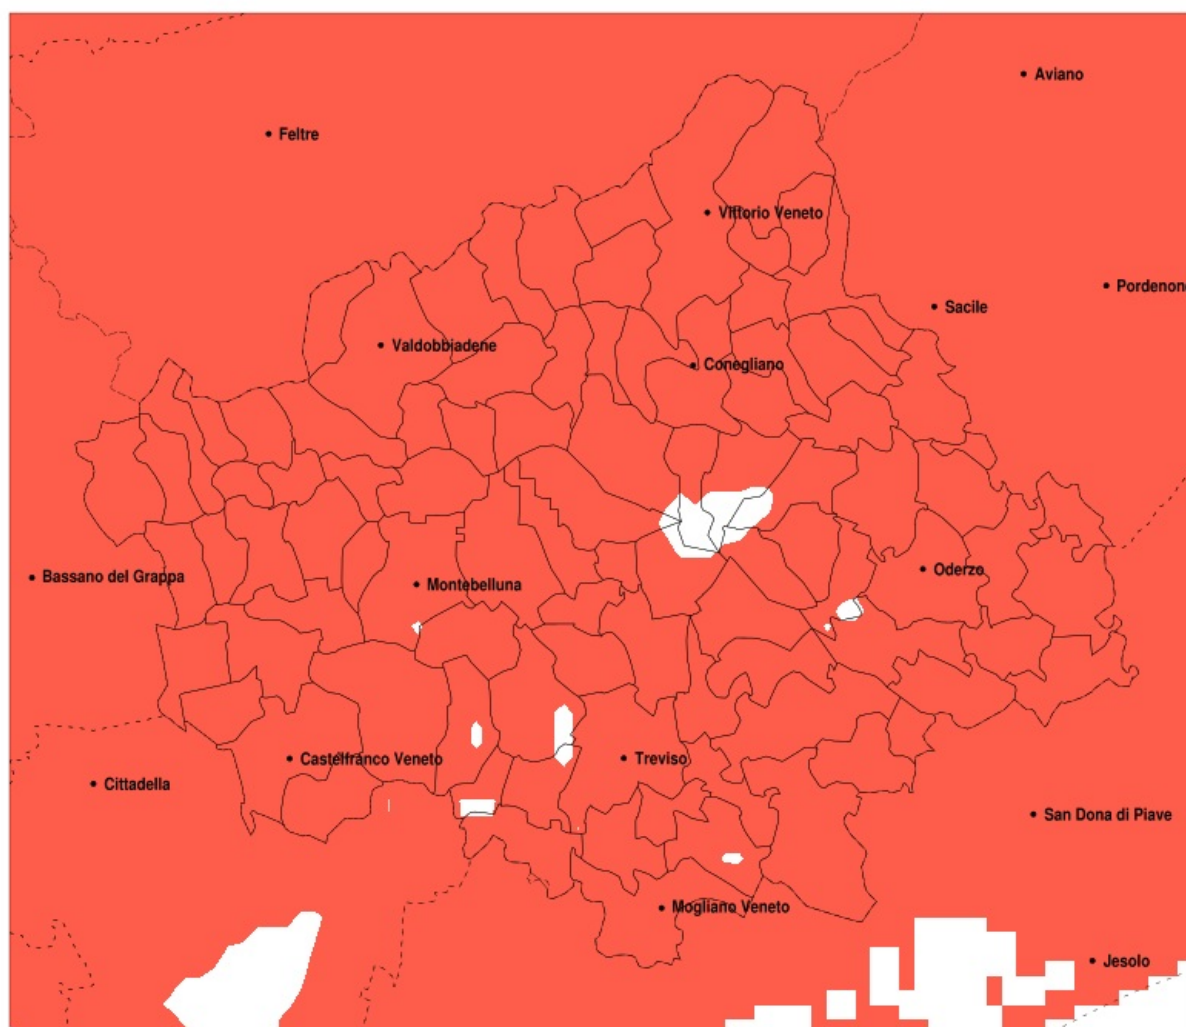 Aviano
Feltre
Vittorio Veneto
Pordenone
Sacile
Valdobbiadene
Conegliano
Oderzo
Bassano del Grappa
Montebelluna
Castelfranco Veneto
Treviso
Cittadella
San Dona di Piave
Mogliano Veneto
Jesolo